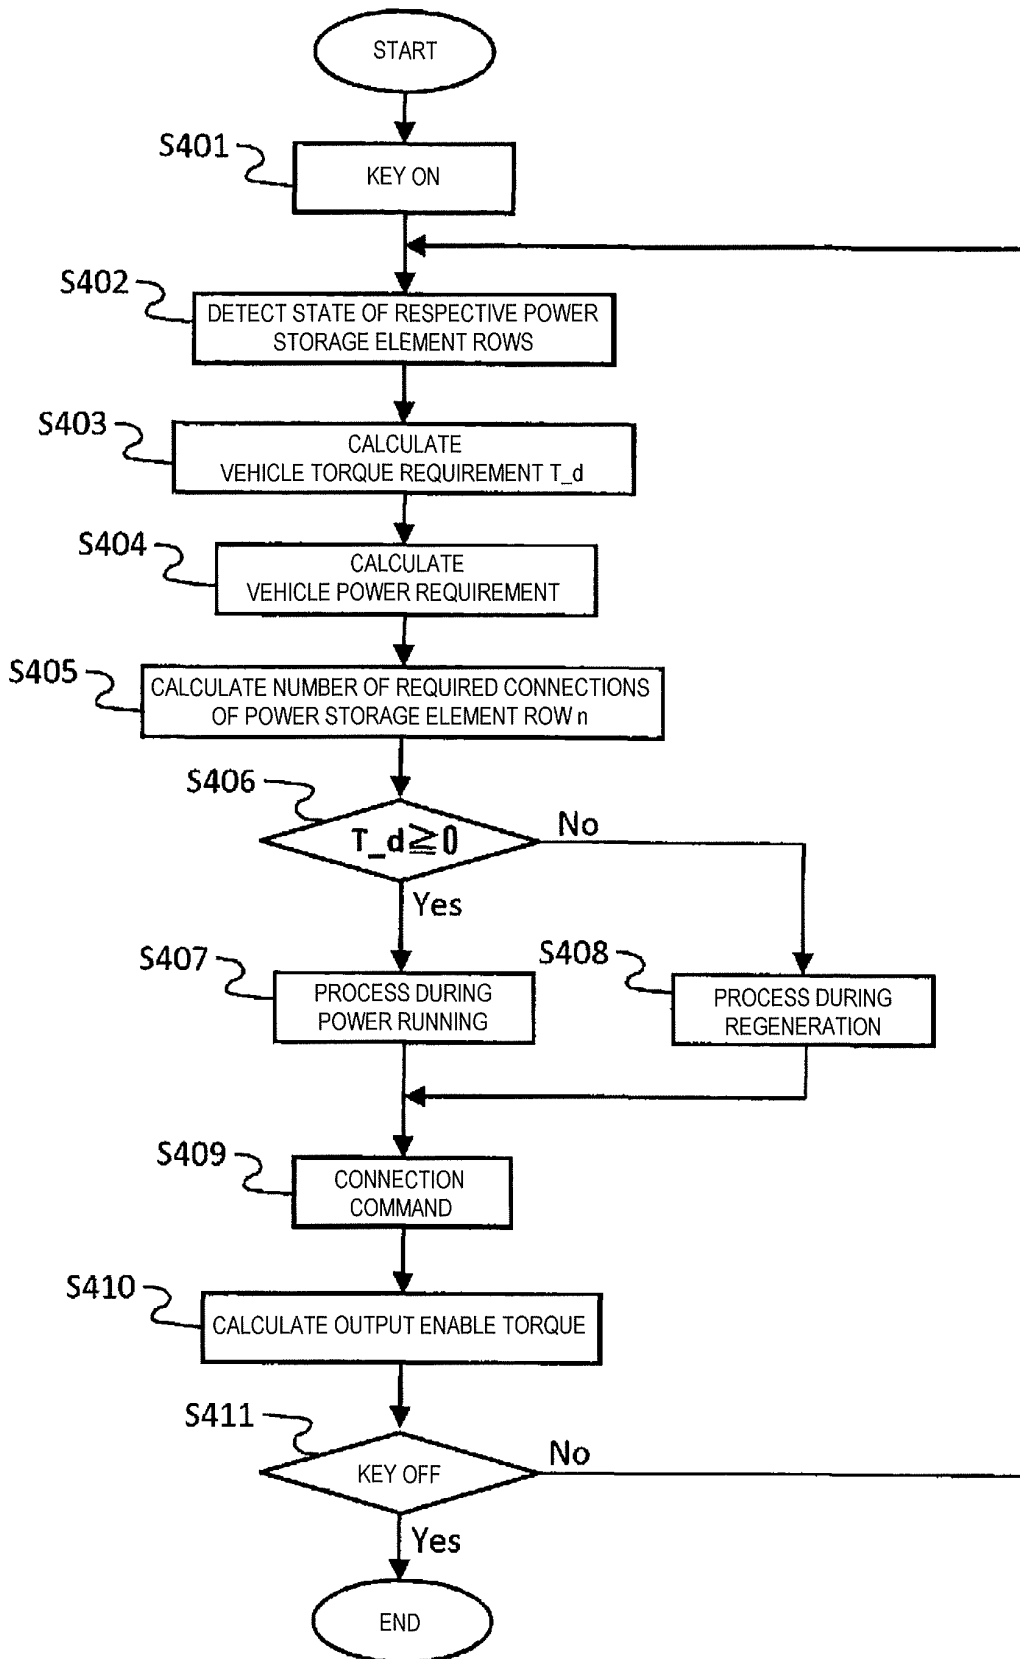 START
S401
KEY ON
S402
DETECT STATE OF RESPECTIVE POWER
STORAGE ELEMENT ROWS
S403
CALCULATE
VEHICLE TORQUE REQUIREMENT T_d
S404
CALCULATE
VEHICLE POWER REQUIREMENT
S405
CALCULATE NUMBER OF REQUIRED CONNECTIONS
OF POWER STORAGE ELEMENT ROW n
S406
T_d≧0
No
Yes
S407
PROCESS DURING
POWER RUNNING
S408
PROCESS DURING
REGENERATION
S409
CONNECTION
COMMAND
S410
CALCULATE OUTPUT ENABLE TORQUE
S411
KEY OFF
No
Yes
END